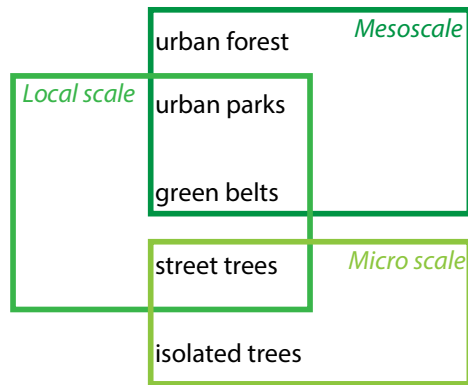 urban forest
Mesoscale
Local scale
urban parks
green belts
street trees
Micro scale
isolated trees